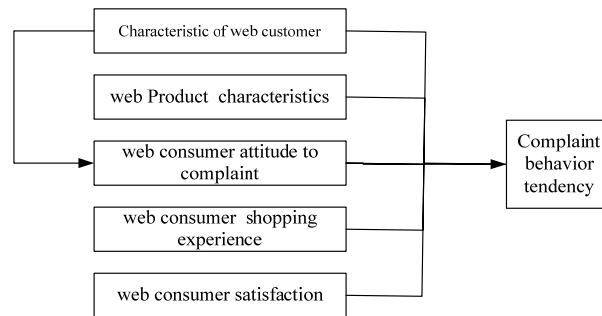 Characteristic of web customer
web Product characteristics
web consumer attitude to
complaint
web consumer shopping
experience
web consumer satisfaction
Complaint
behavior
tendency